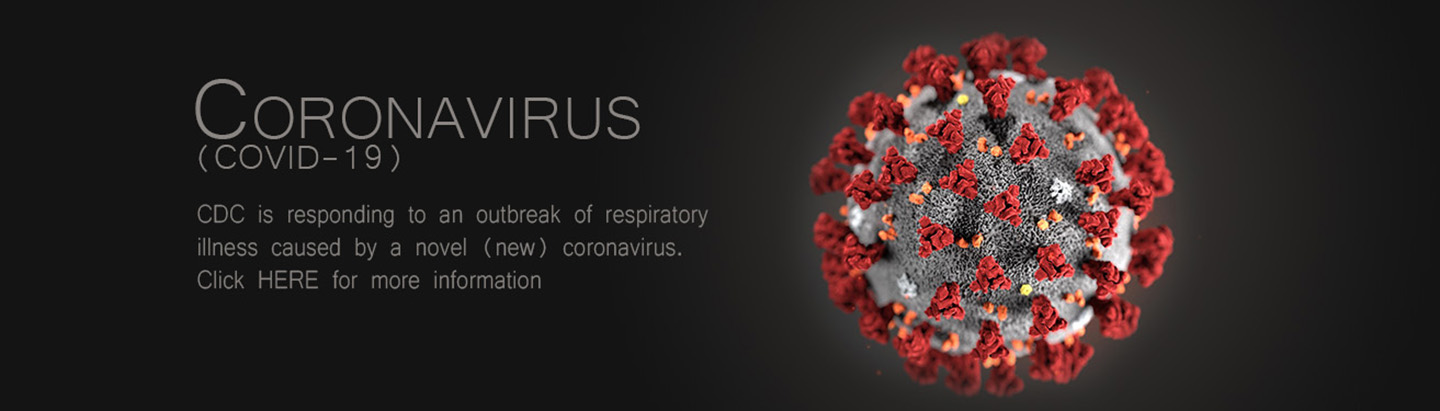 CORONAVIRUS
(COVID-19)
CDC is responding to an outbreak of respiratory
illness caused by a novel (new) coronavirus.
Click HERE for more information